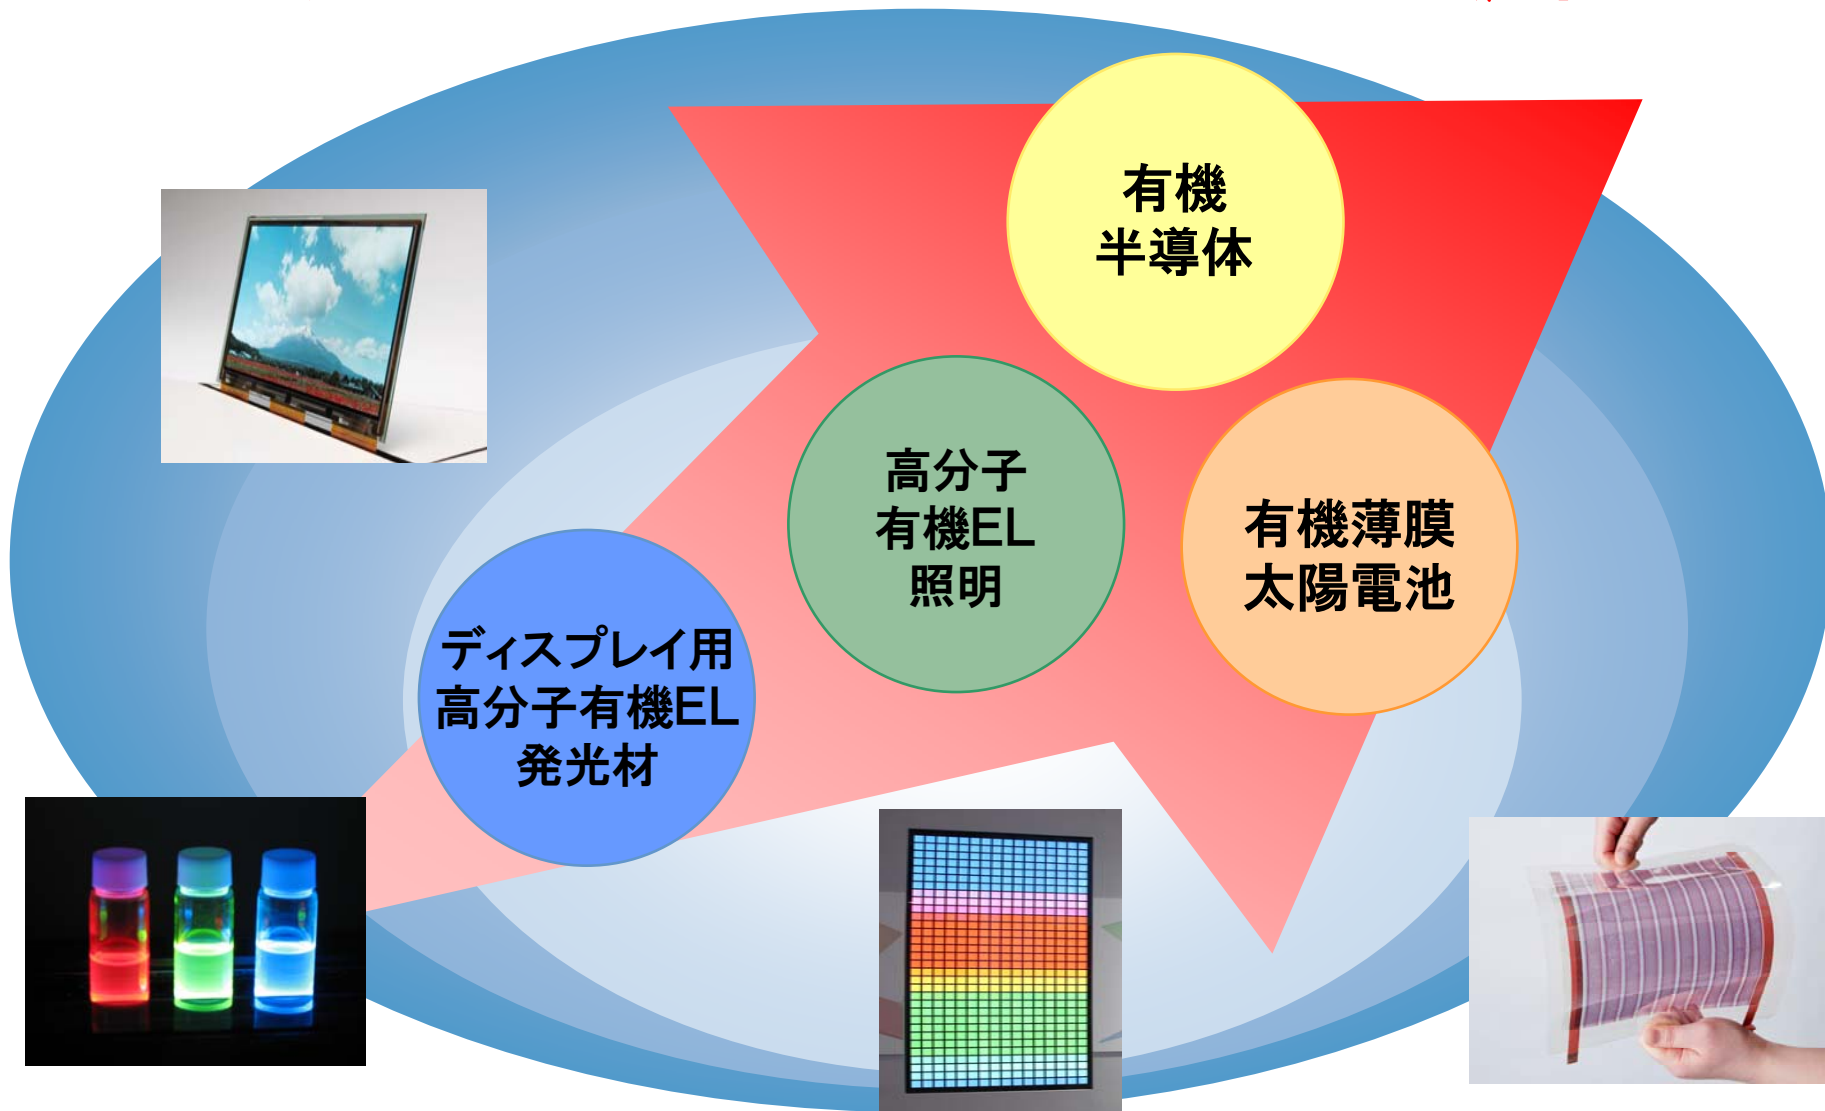 有機
半導体
高分子
有機EL
照明
有機薄膜
太陽電池
ディスプレイ用
高分子有機EL
発光材